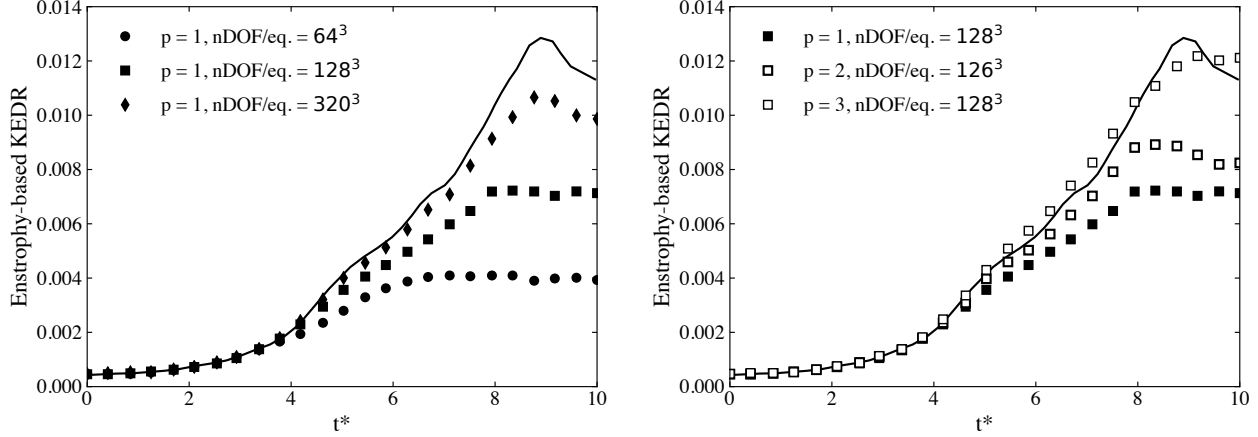 Enstrophy-based KEDR
0.014
0.012
0.010
0.008
0.006
0.004
0.002
0.000
p = 1, nDOF/eq. = 64³
p = 1, nDOF/eq. = 128³
p = 1, nDOF/eq. = 320³
0 2 4 6 8 10
t*
Enstrophy-based KEDR
0.014
0.012
0.010
0.008
0.006
0.004
0.002
0.000
p = 1, nDOF/eq. = 128³
p = 2, nDOF/eq. = 126³
p = 3, nDOF/eq. = 128³
0 2 4 6 8 10
t*